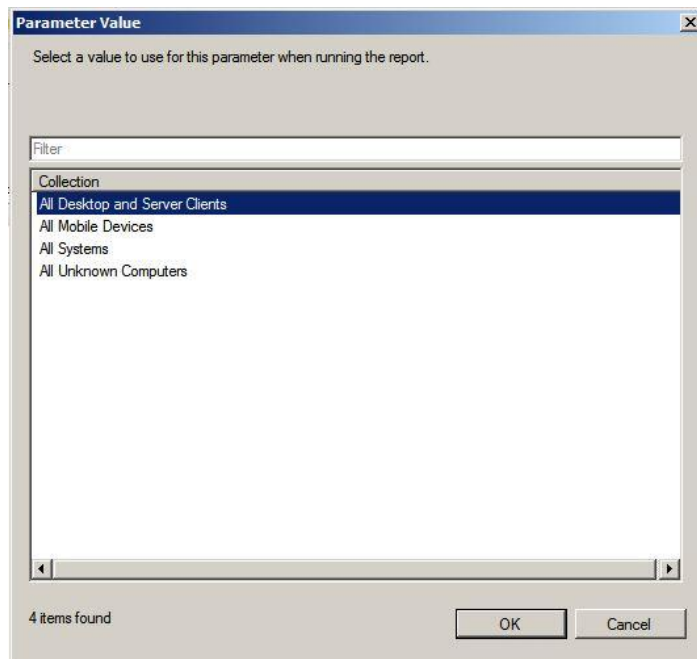 Parameter Value
Select a value to use for this parameter when running the report.
Filter
Collection
All Desktop and Server Clients
All Mobile Devices
All Systems
All Unknown Computers
4 items found
OK
Cancel